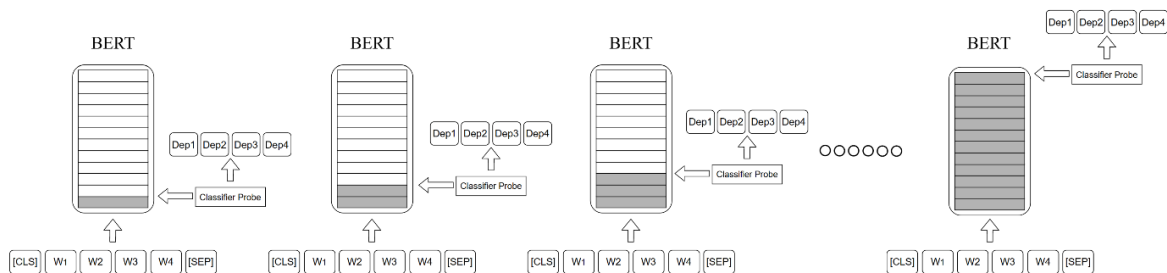 BERT
Dep1 Dep2 Dep3 Dep4
Classifier Probe
[CLS] W1 W2 W3 W4 [SEP]
BERT
Dep1 Dep2 Dep3 Dep4
Classifier Probe
[CLS] W1 W2 W3 W4 [SEP]
BERT
Dep1 Dep2 Dep3 Dep4
Classifier Probe
[CLS] W1 W2 W3 W4 [SEP]
Dep1 Dep2 Dep3 Dep4
BERT
Classifier Probe
[CLS] W1 W2 W3 W4 [SEP]